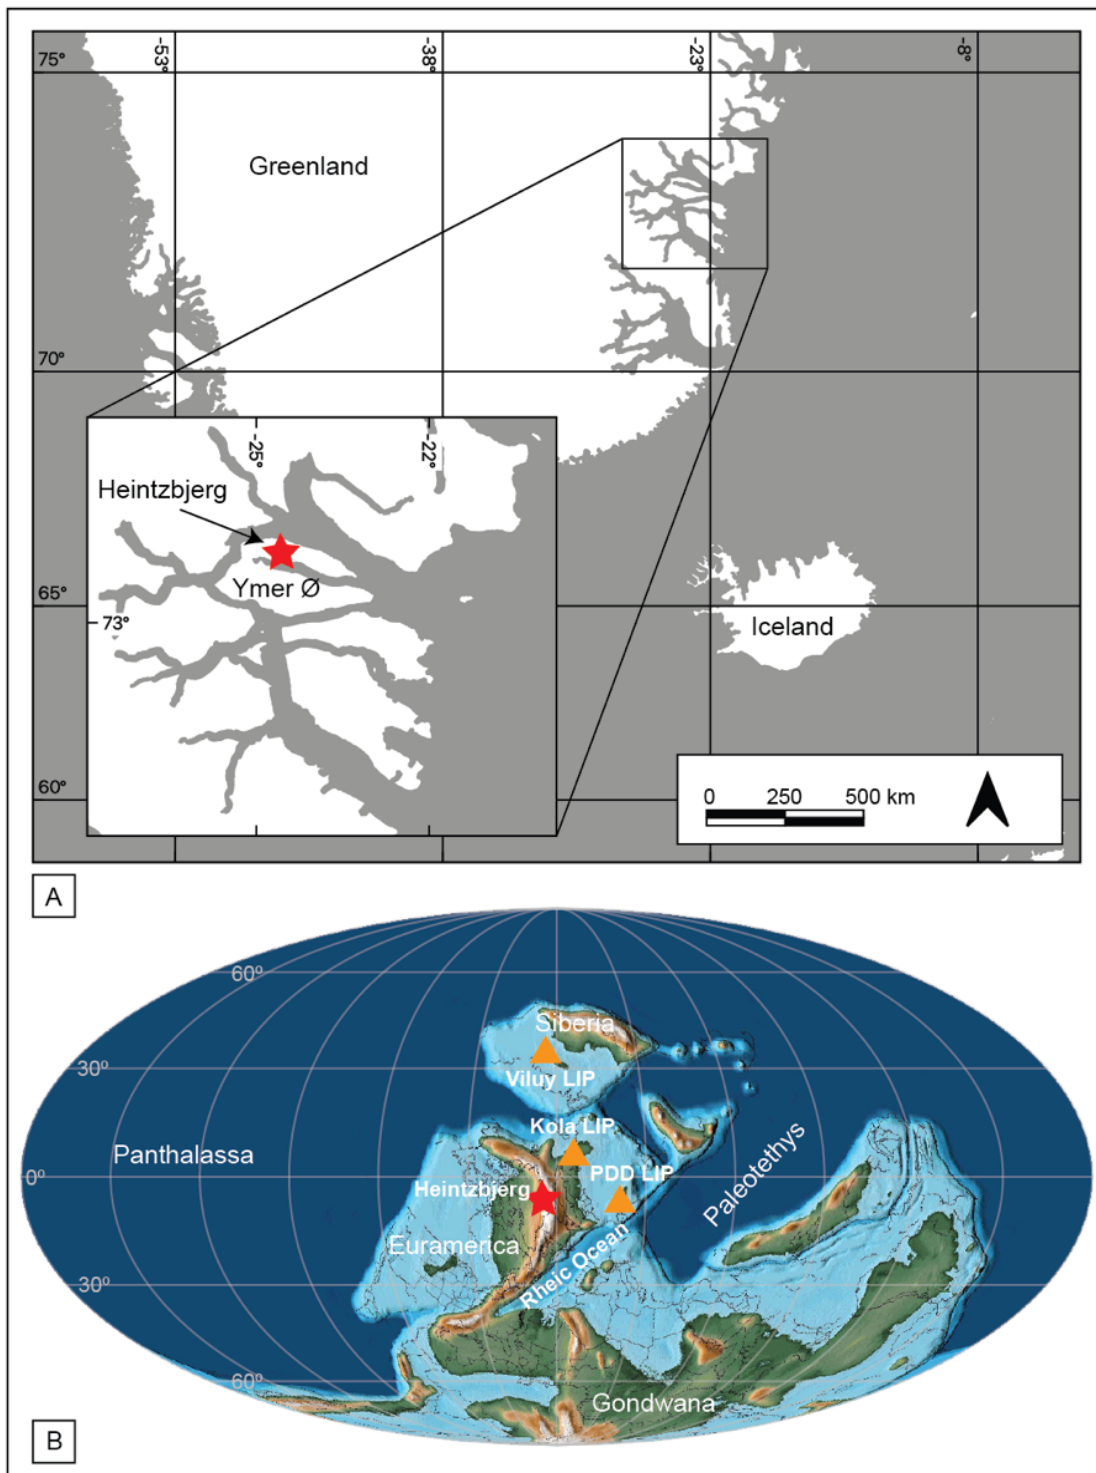 -53°
-38°
-23°
-8°
75°
Greenland
70°
-25°
-22°
Heintzbjerg
Ymer Ø
73°
65°
Iceland
60°
0 250 500 km
A
60°
Siberia
30°
Viluy LIP
Kola LIP
Panthalassa
PDD LIP
Paleotethys
0°
Heintzbjerg
Euramerica
Rheic Ocean
30°
60°
Gondwana
B